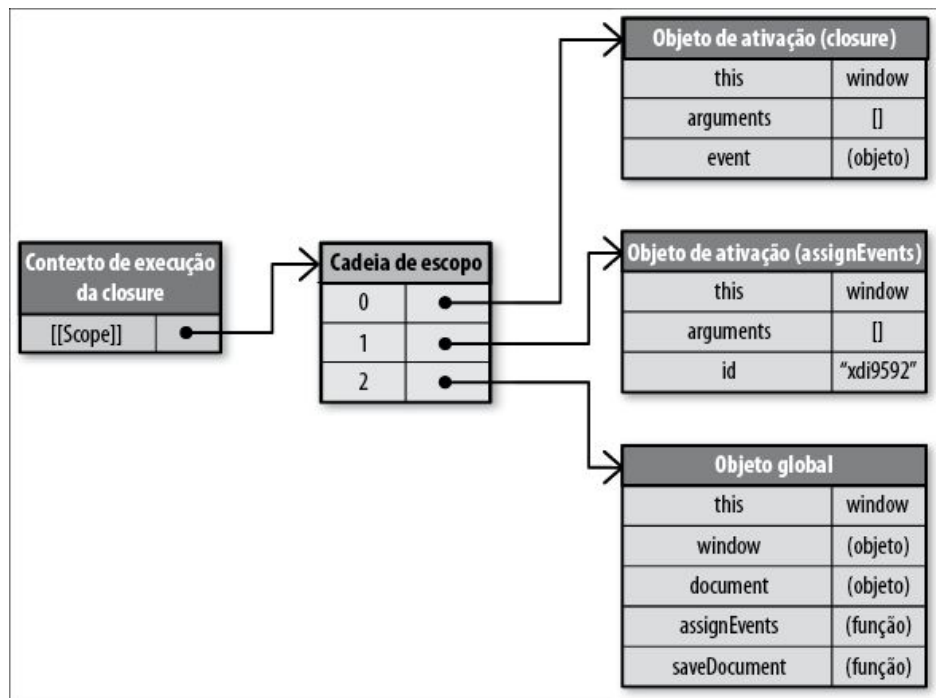 Contexto de execução
da closure
[[Scope]]
Cadeia de escopo
0
1
2
Objeto de ativação (closure)
this window
arguments []
event (objeto)
Objeto de ativação (assignEvents)
this window
arguments []
id “xdi9592”
Objeto global
this window
window (objeto)
document (objeto)
assignEvents (função)
saveDocument (função)